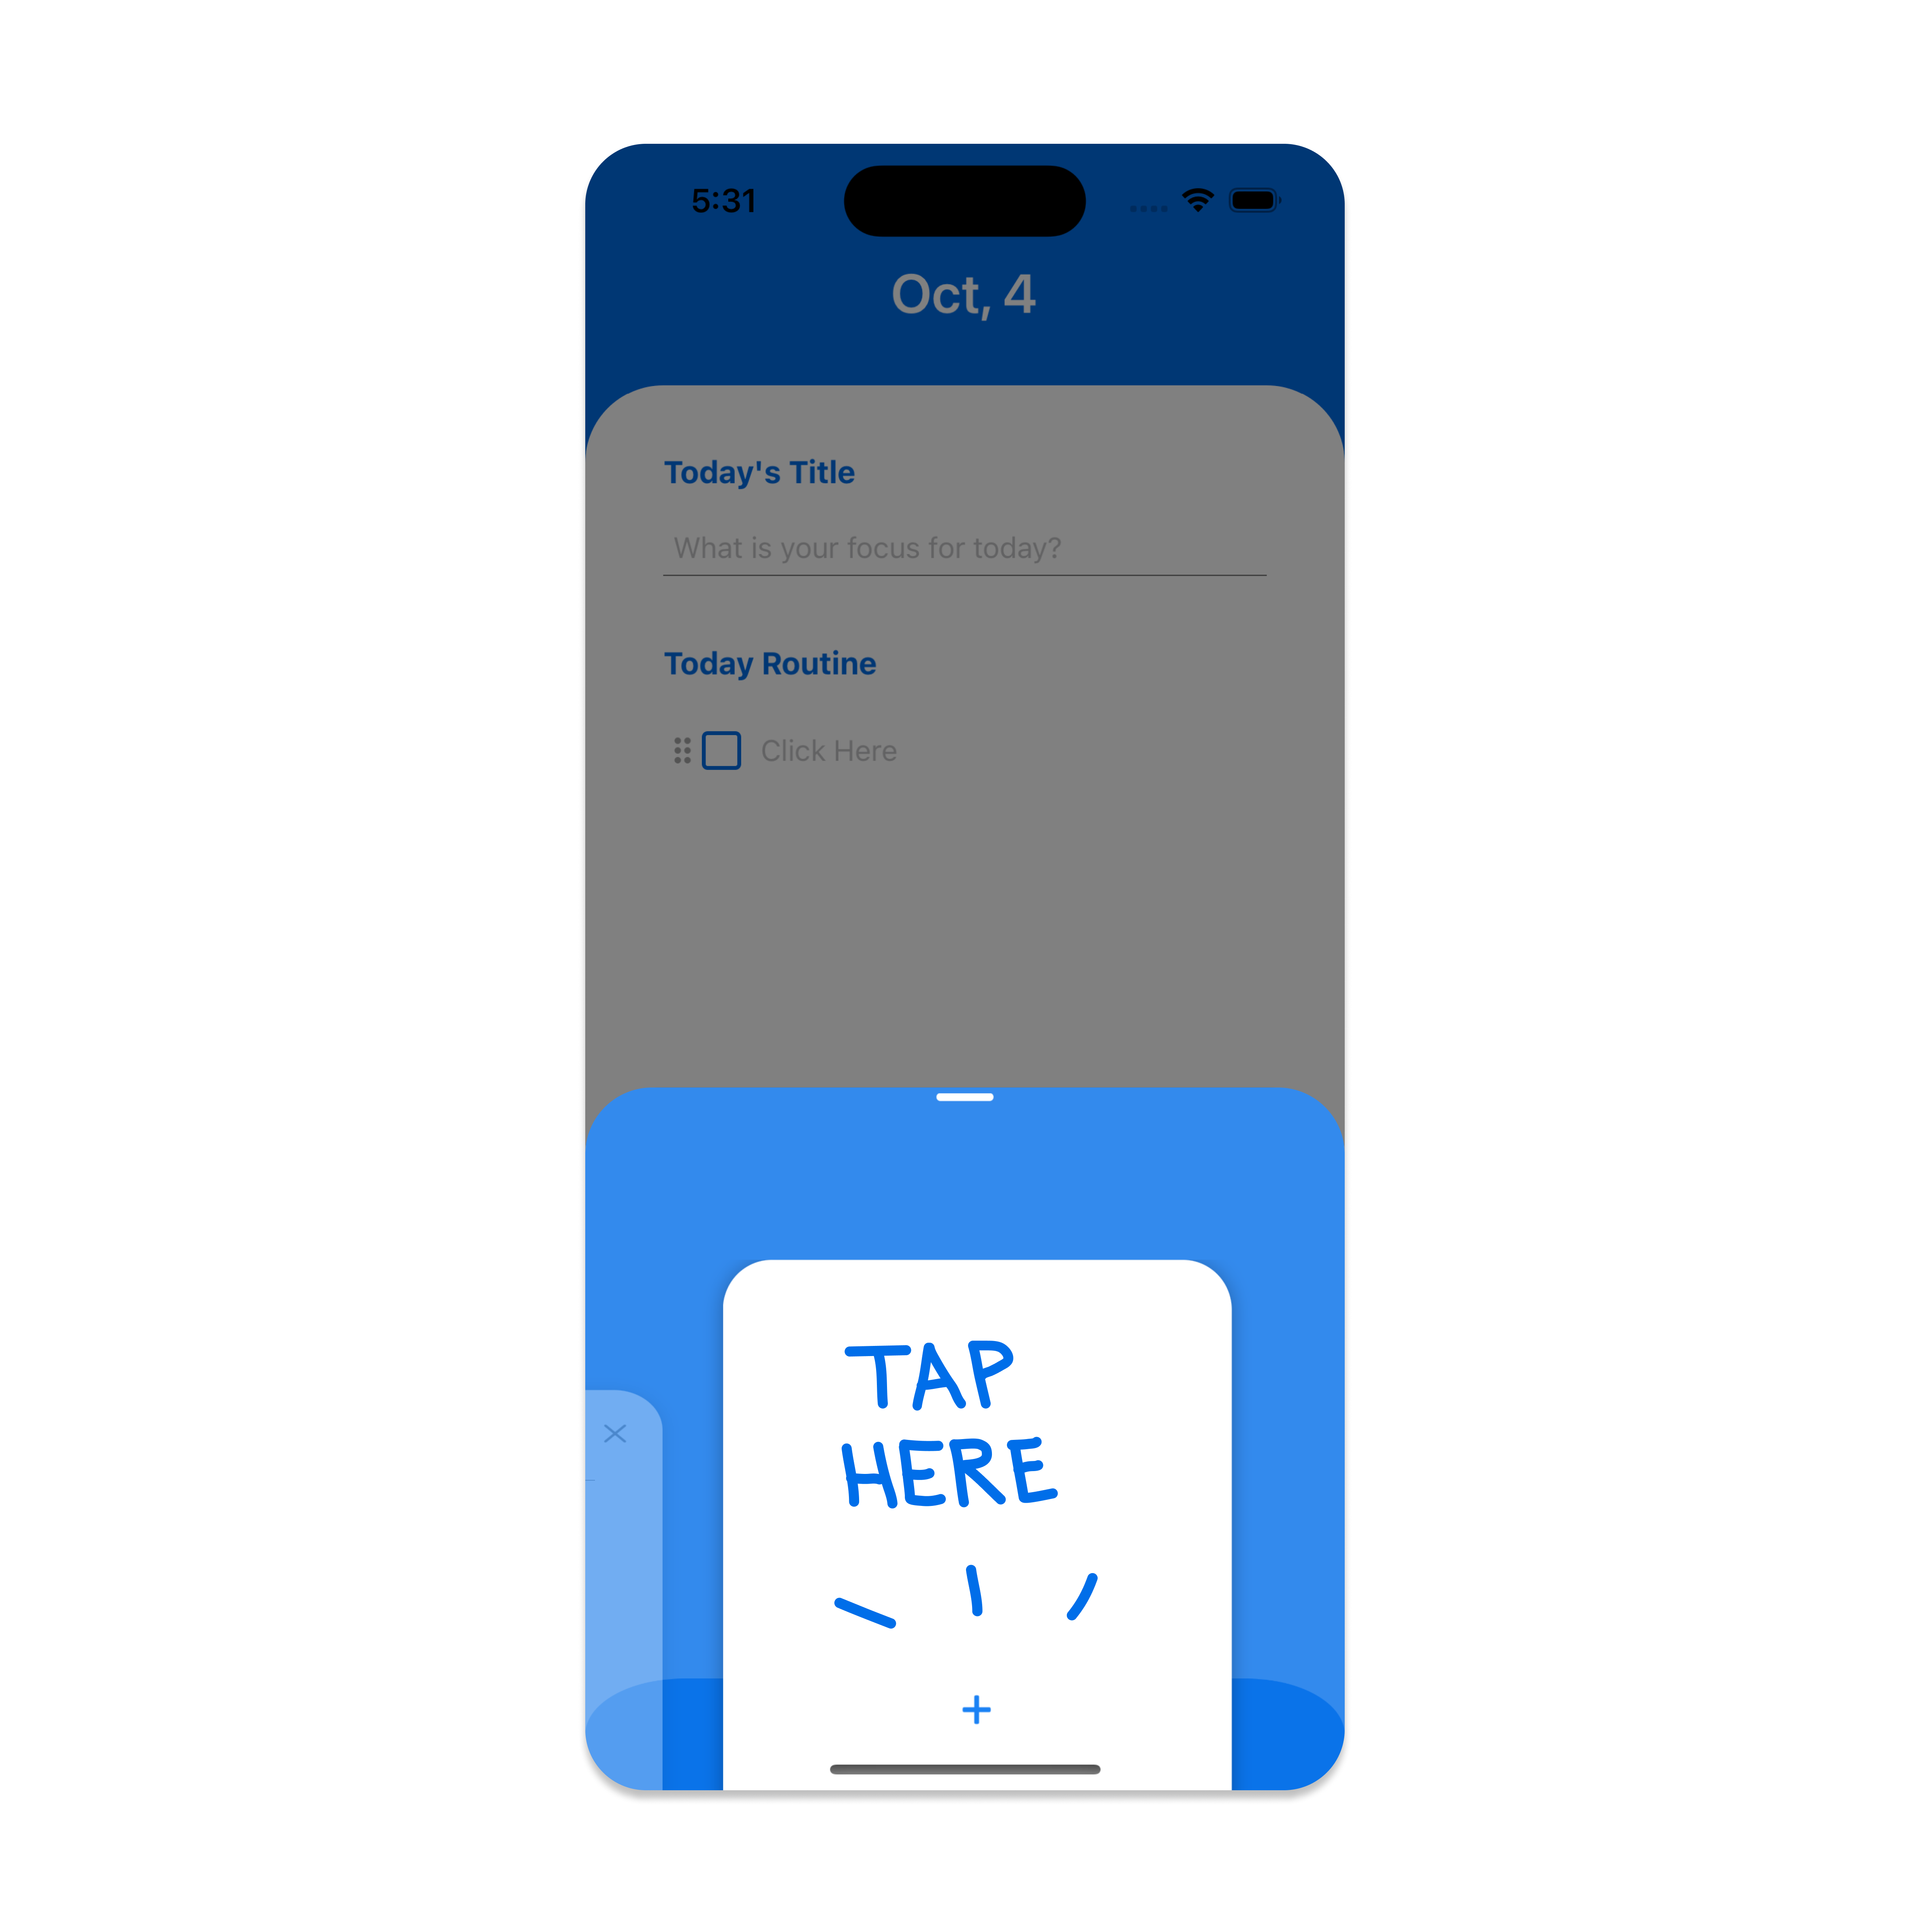 5:31
Oct, 4
Today's Title
What is your focus for today?
Today Routine
Click Here
TAP
HERE